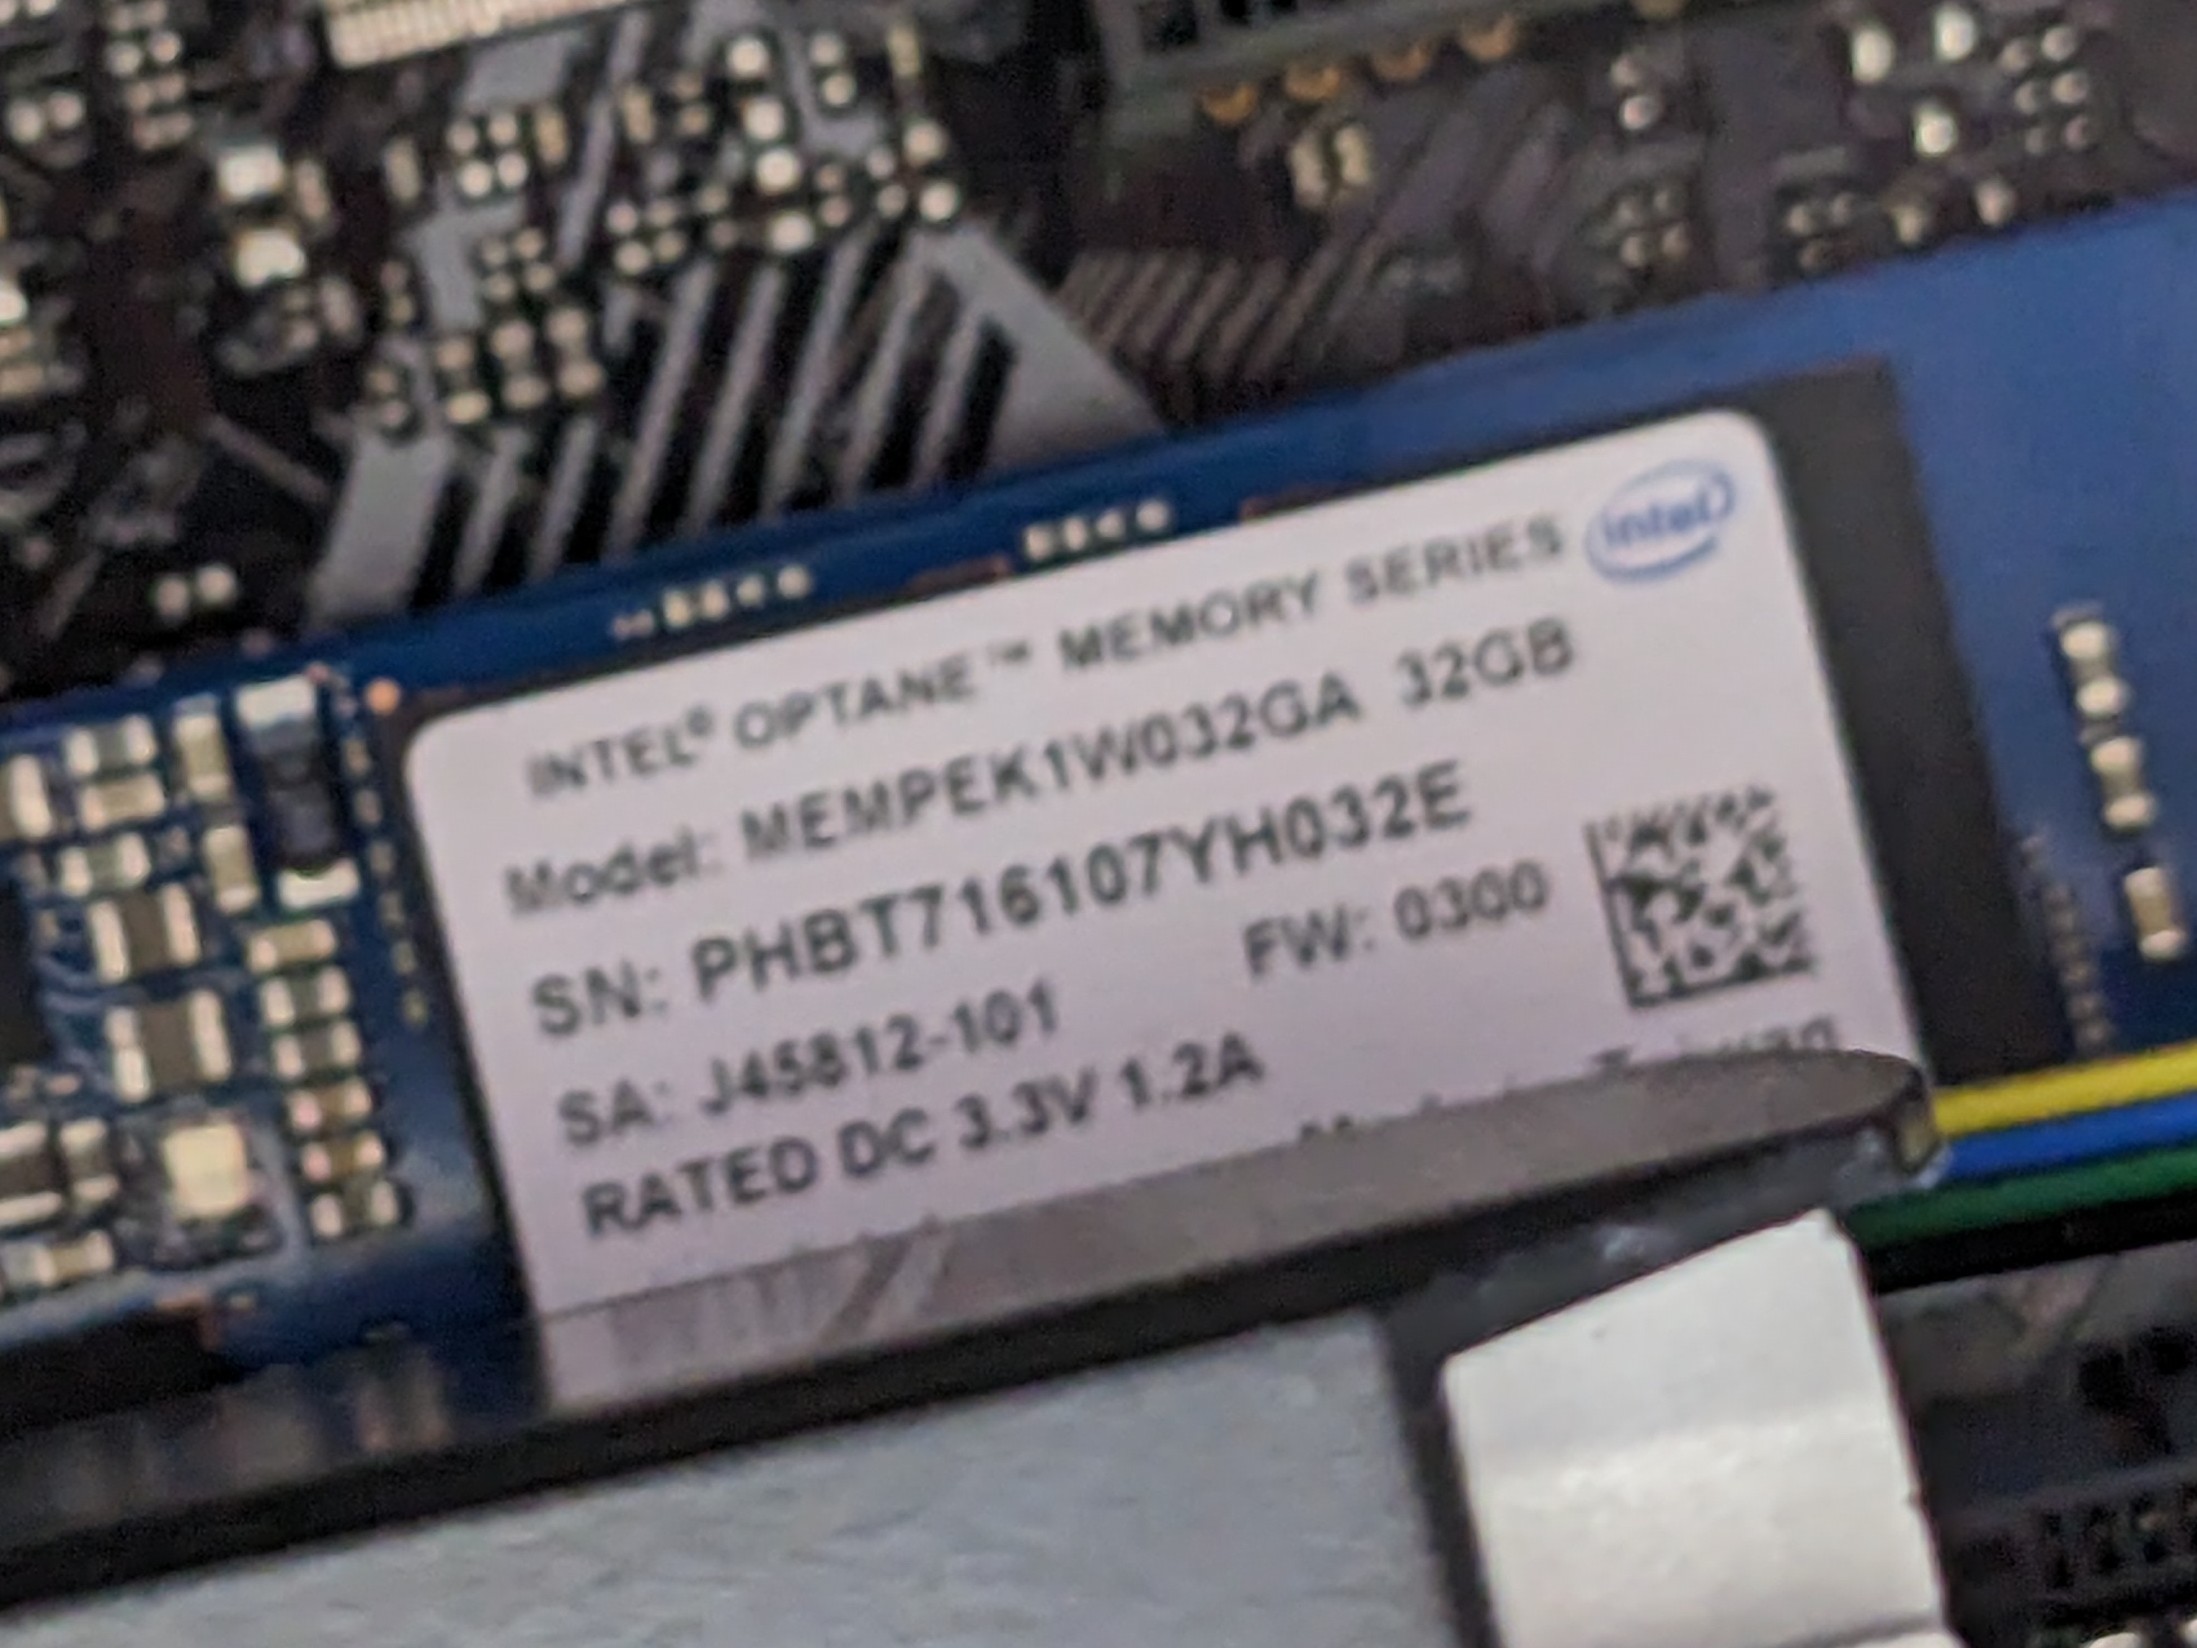 intel
INTEL® OPTANE™ MEMORY SERIES
Model: MEMPEK1W032GA 32GB
SN: PHBT716107YH032E
FW: 0300
SA: J45812-101
RATED DC 3.3V 1.2A
Taiwan